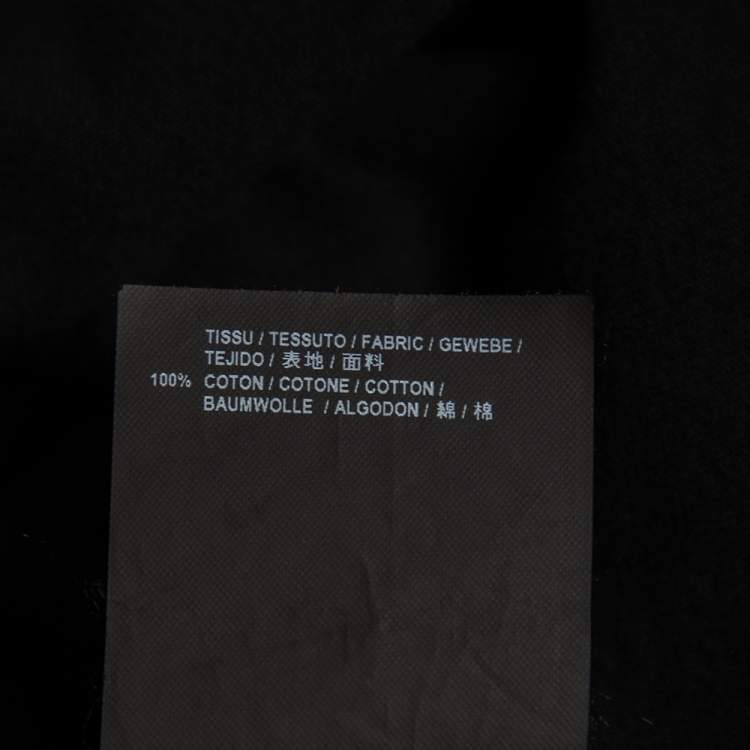 TISSU / TESSUTO / FABRIC / GEWEBE /
TEJIDO / 表地 / 面料
100% COTON / COTONE / COTTON /
BAUMWOLLE / ALGODON / 綿 / 棉